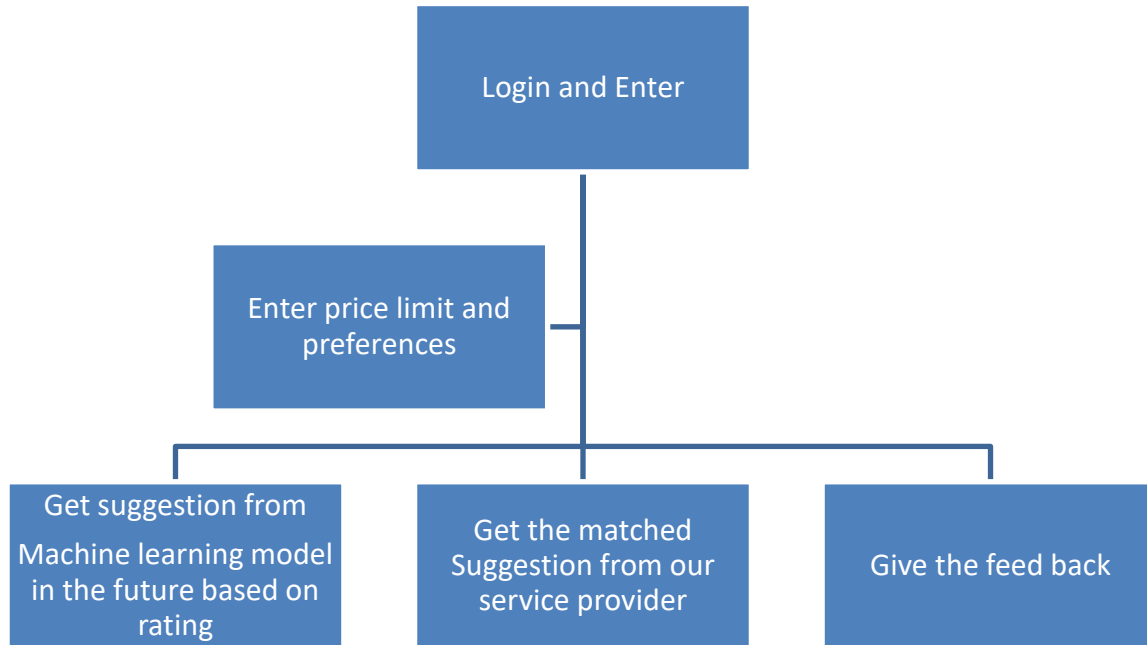 Login and Enter
Enter price limit and
preferences
Get suggestion from
Machine learning model
in the future based on
rating
Get the matched
Suggestion from our
service provider
Give the feed back